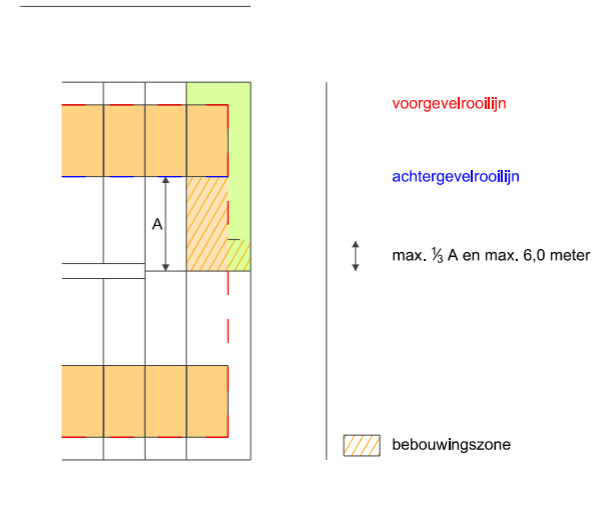 voorgevelrooilijn
achtergevelrooilijn
A
max. ⅓ A en max. 6,0 meter
bebouwingszone